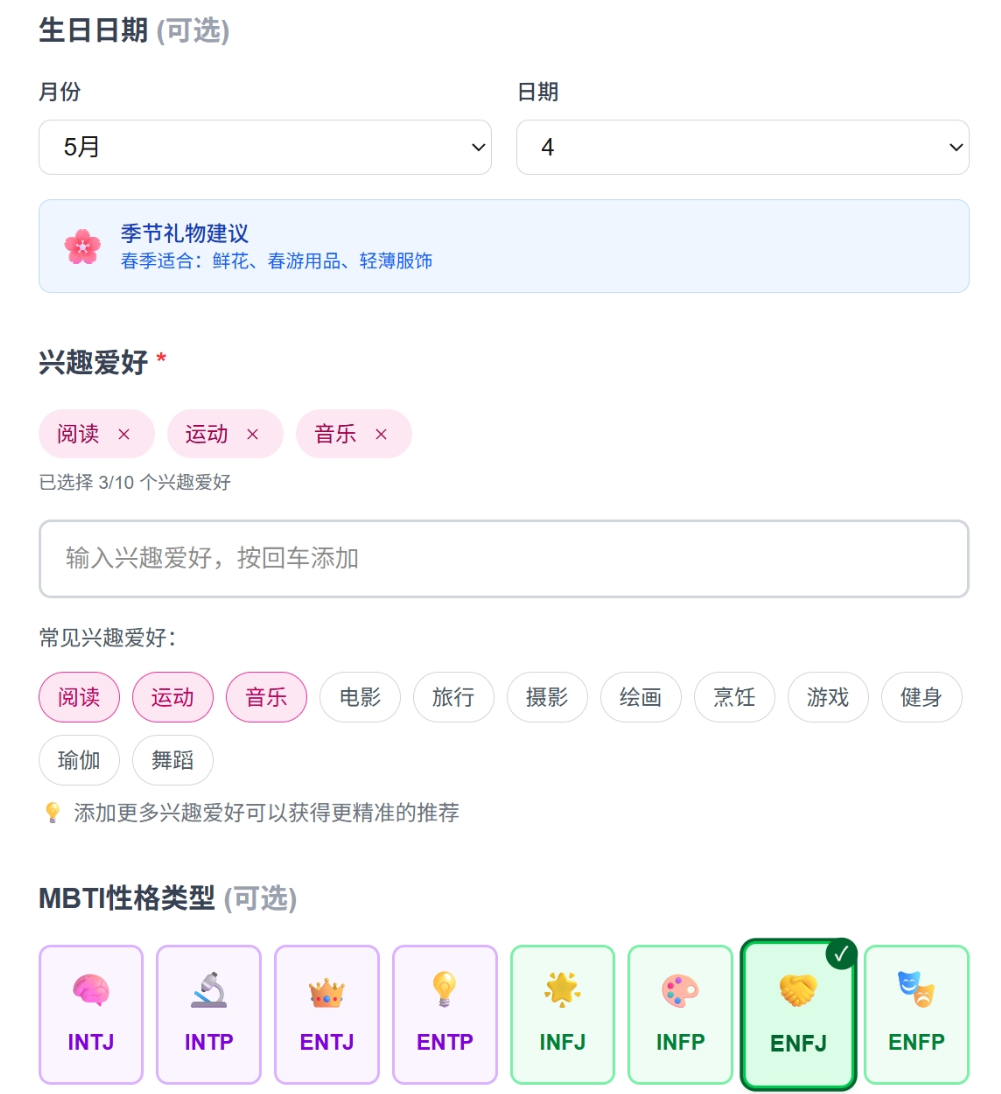 生日日期 (可选)
月份 日期
5月 4
季节礼物建议
春季适合：鲜花、春游用品、轻薄服饰
兴趣爱好 *
阅读 × 运动 × 音乐 ×
已选择 3/10 个兴趣爱好
输入兴趣爱好，按回车添加
常见兴趣爱好：
阅读 运动 音乐 电影 旅行 摄影 绘画 烹饪 游戏 健身
瑜伽 舞蹈
添加更多兴趣爱好可以获得更精准的推荐
MBTI性格类型 (可选)
INTJ INTP ENTJ ENTP INFJ INFP ENFJ ENFP